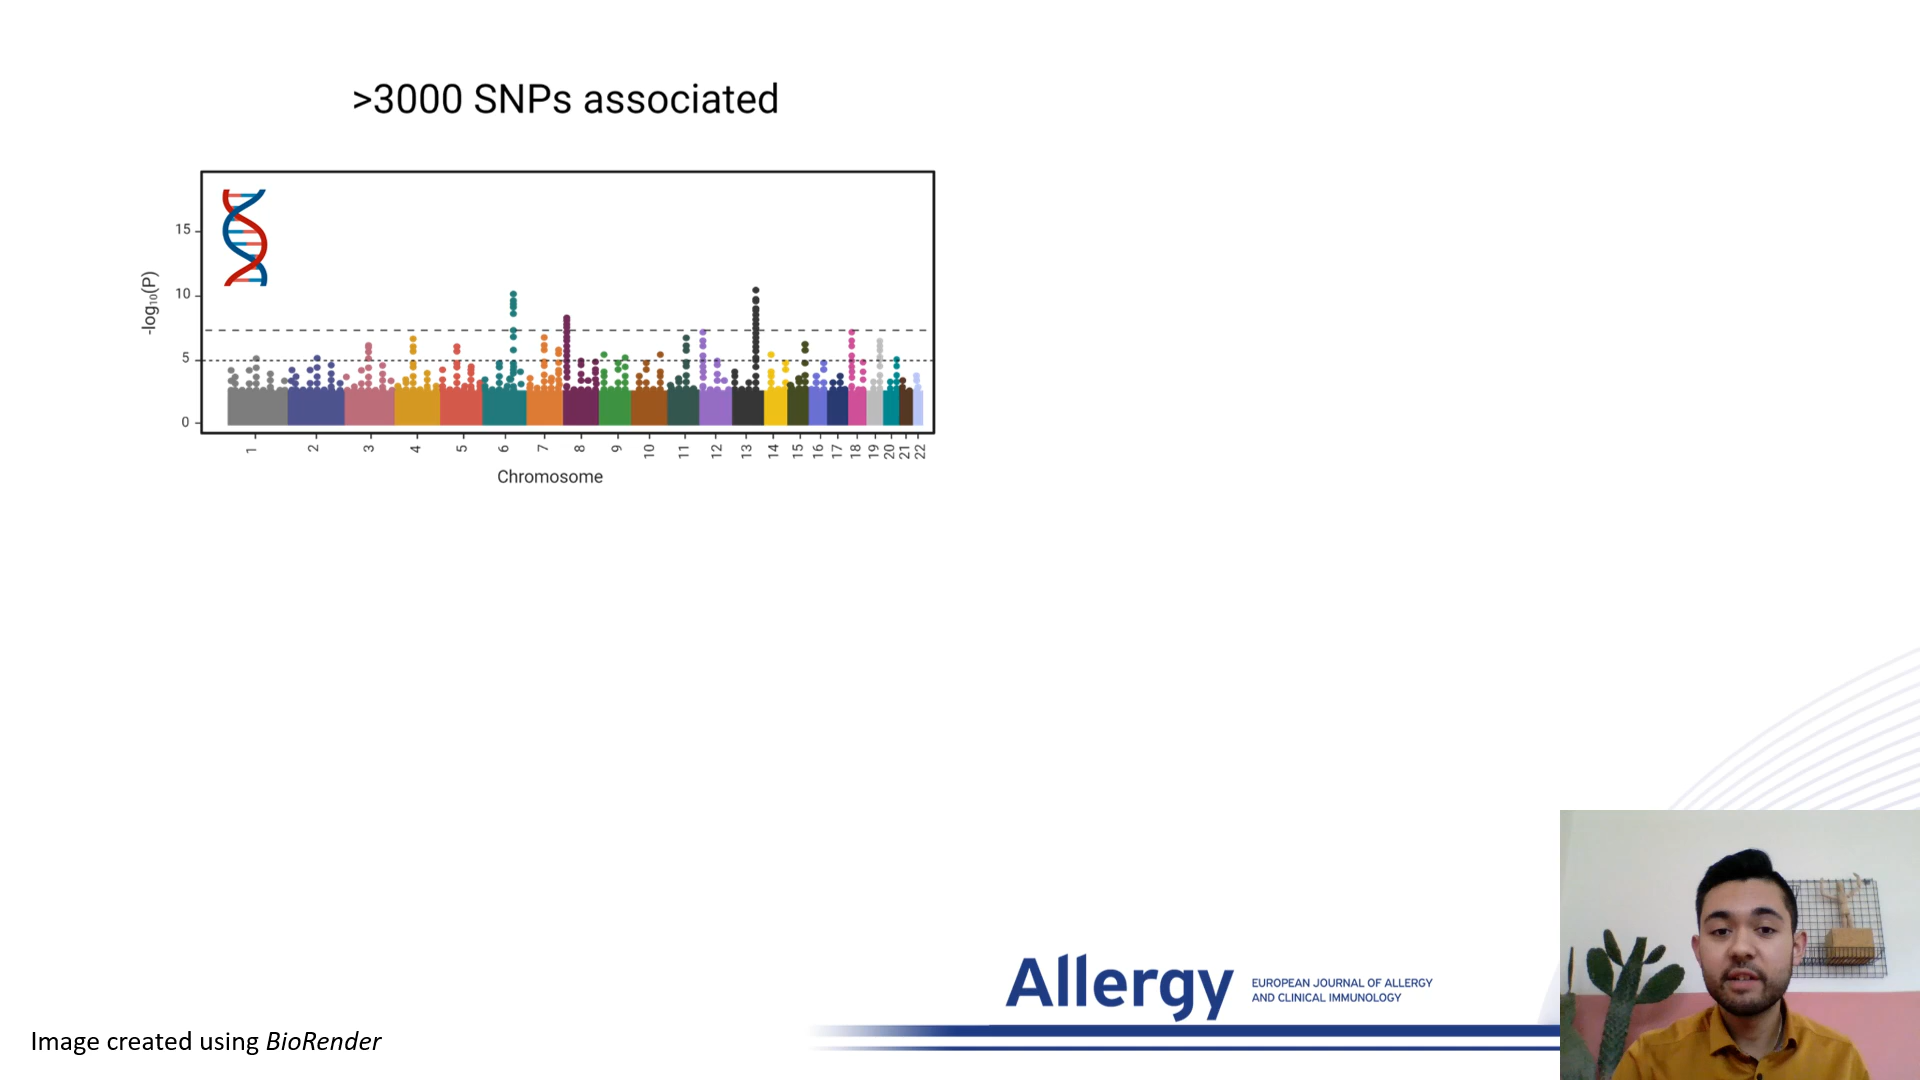 >3000 SNPs associated
15
10
5
0
-log₁₀(P)
1 2 3 4 5 6 7 8 9 10 11 12 13 14 15 16 17 18 19 20 21 22
Chromosome
Allergy
EUROPEAN JOURNAL OF ALLERGY
AND CLINICAL IMMUNOLOGY
Image created using BioRender